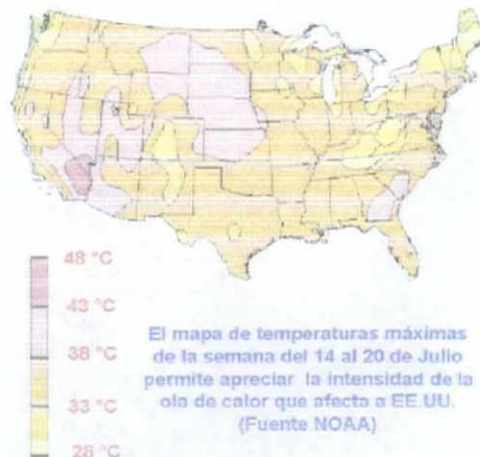 48 °C
43 °C
38 °C
33 °C
28 °C
El mapa de temperaturas máximas
de la semana del 14 al 20 de Julio
permite apreciar la intensidad de la
ola de calor que afecta a EE.UU.
(Fuente NOAA)